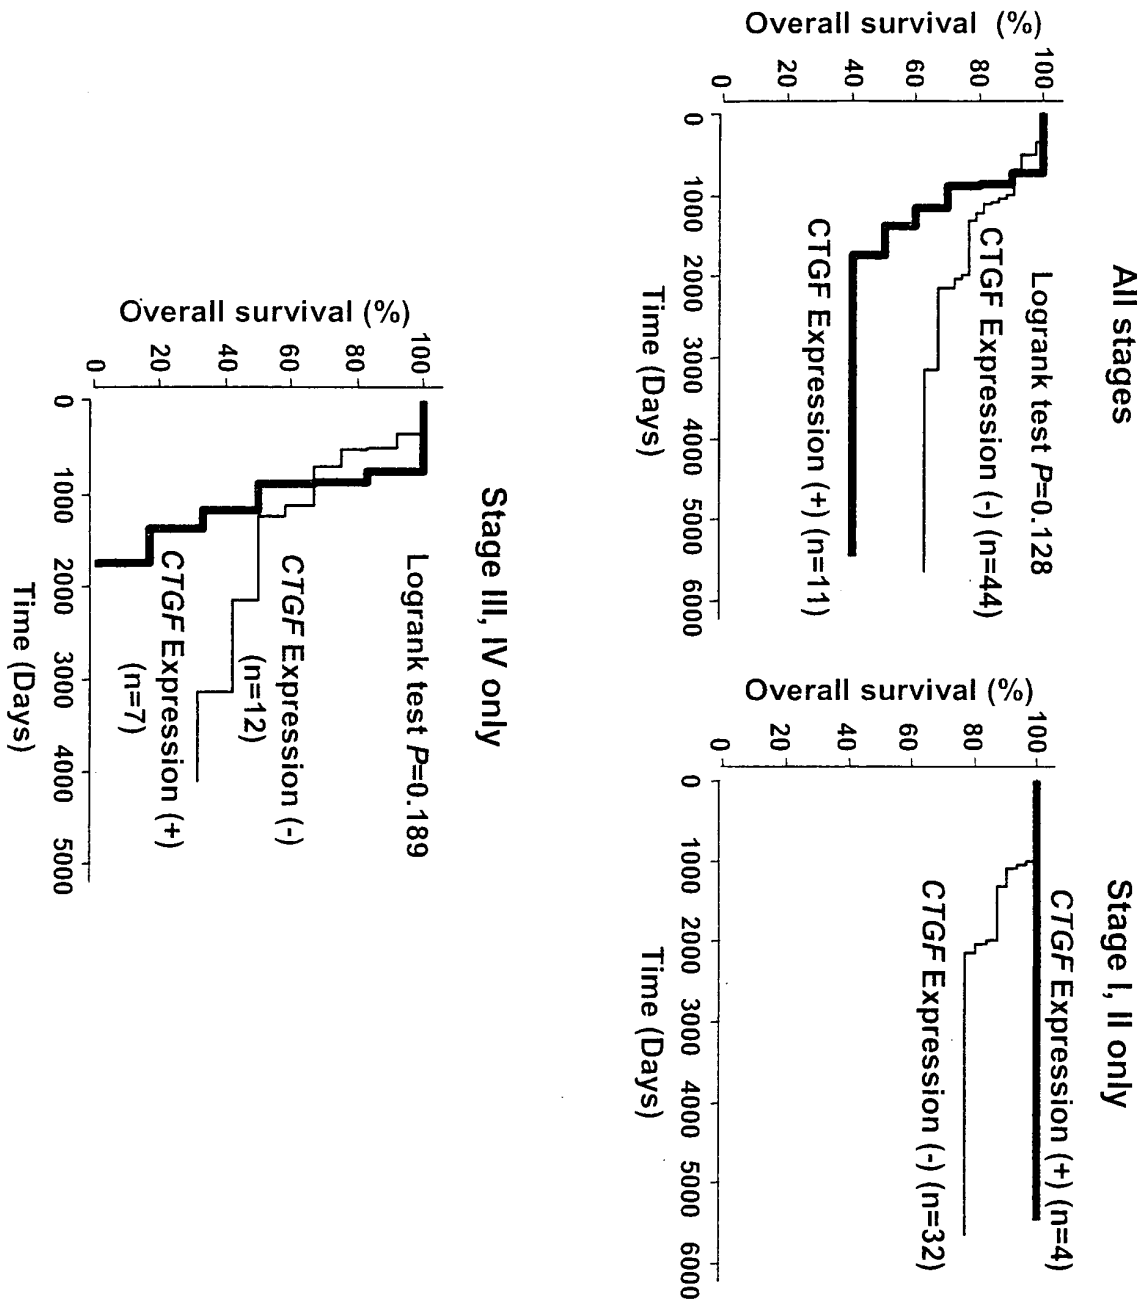 All stages
Overall survival (%)
100
80
60
40
20
0
Logrank test P=0.128
CTGF Expression (-) (n=44)
CTGF Expression (+) (n=11)
0
1000
2000
3000
4000
5000
6000
Time (Days)
Stage I, II only
Overall survival (%)
100
80
60
40
20
0
CTGF Expression (+) (n=4)
CTGF Expression (-) (n=32)
0
1000
2000
3000
4000
5000
6000
Time (Days)
Stage III, IV only
Overall survival (%)
100
80
60
40
20
0
Logrank test P=0.189
CTGF Expression (-)
(n=12)
CTGF Expression (+)
(n=7)
0
1000
2000
3000
4000
5000
Time (Days)